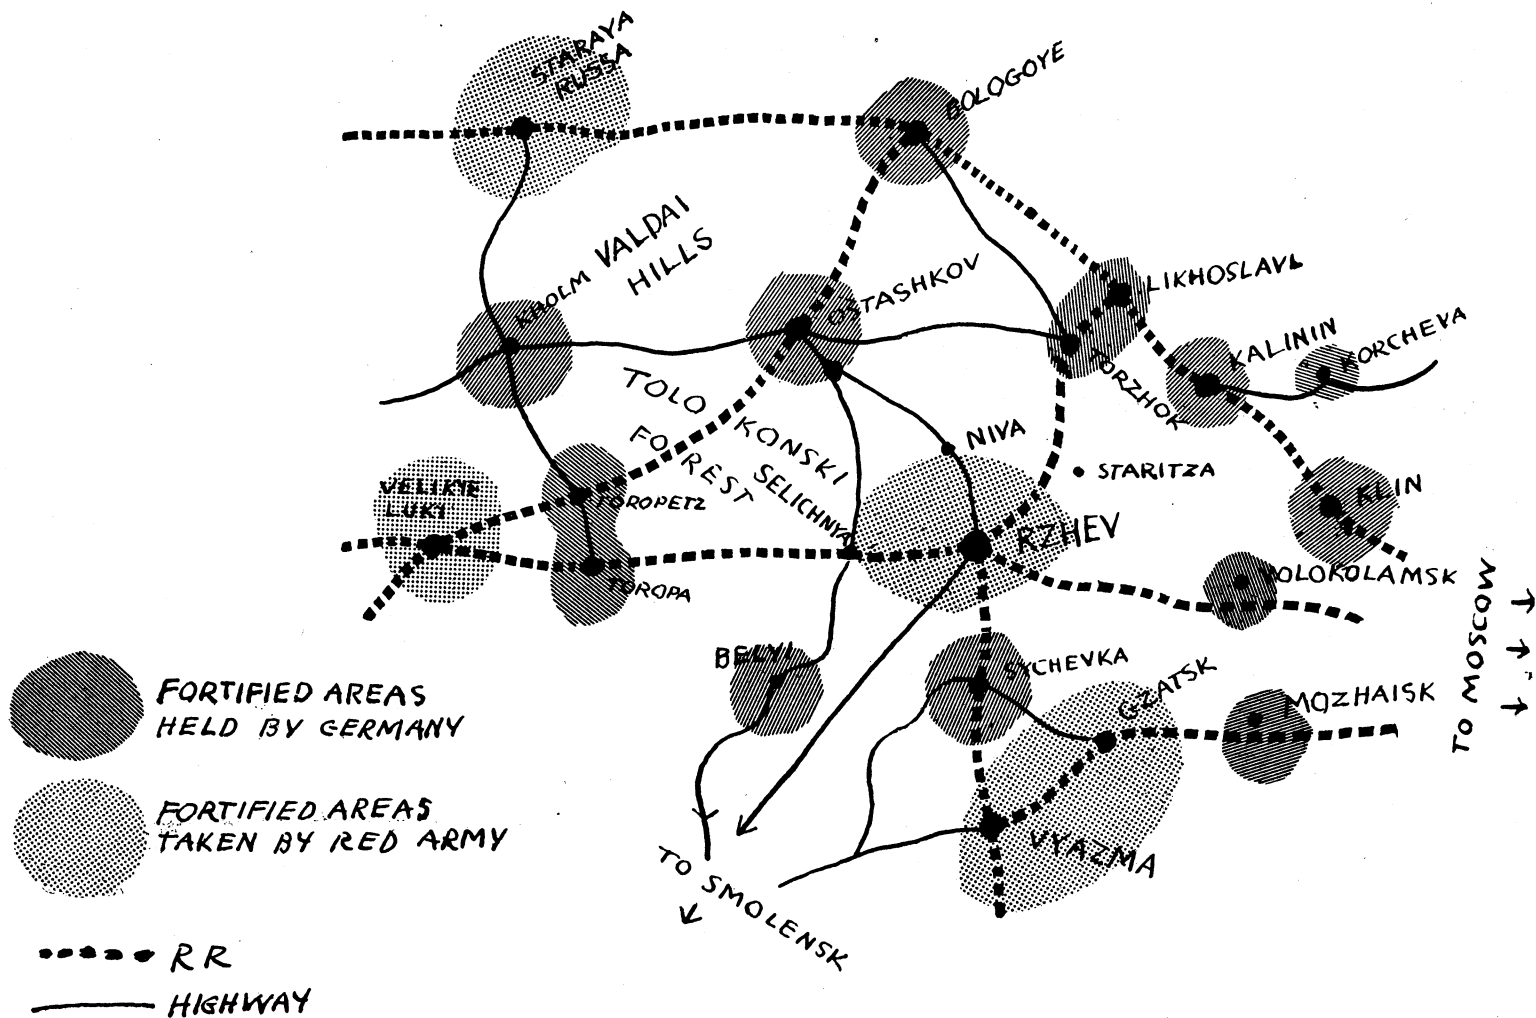 STARAYA
RUSSA
BOLOGOYE
VALDAI
HILLS
KHOLM
OSTASHKOV
LIKHOSLAVL
KALININ
KORCHEVA
TORZHOK
TOLO KONSKI
FOREST
SELICHNYA
NIVA
STARITZA
VELIKIE
LUKI
TOROPETZ
KLIN
RZHEV
TOROPA
VOLOKOLAMSK
BELYI
SYCHEVKA
GZATSK
MOZHAISK
TO MOSCOW
VYAZMA
TO SMOLENSK
FORTIFIED AREAS
HELD BY GERMANY
FORTIFIED AREAS
TAKEN BY RED ARMY
RR
HIGHWAY